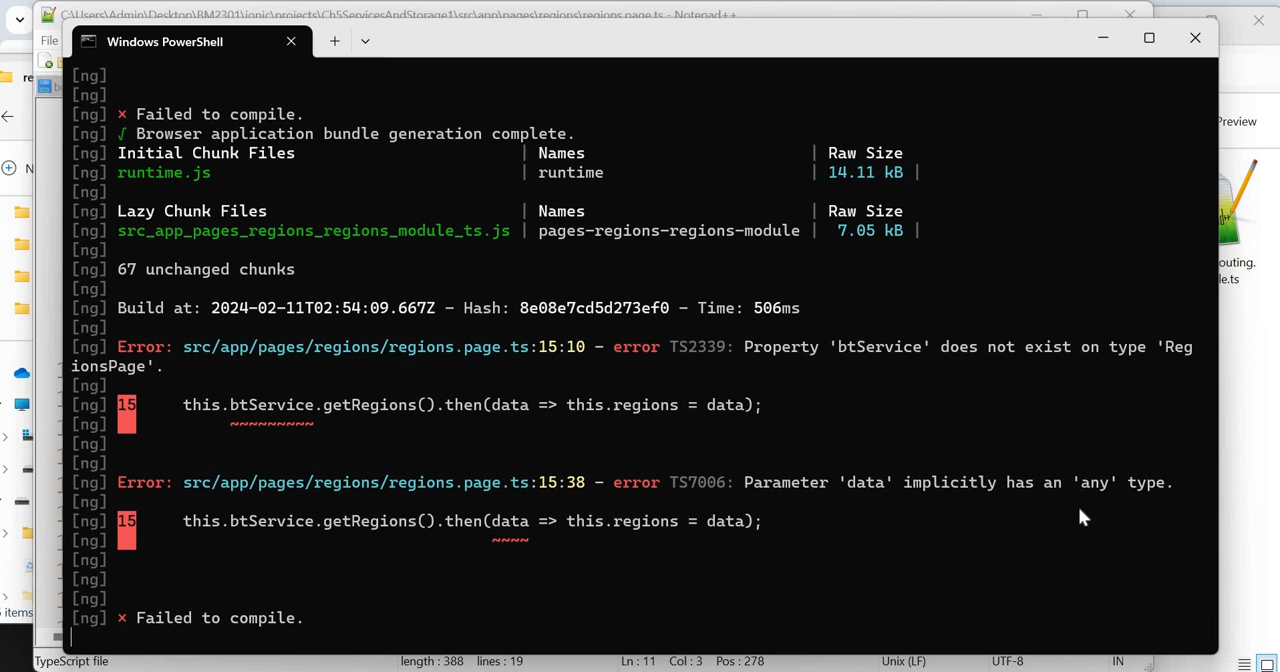 C:\Users\Admin\Desktop\BM2301\ionic\projects\Ch5ServicesAndStorage1\src\app\pages\regions\regions.page.ts - Notepad++
File
Windows PowerShell
re
Preview
N
outing.
le.ts
[ng]
[ng]
[ng] × Failed to compile.
[ng] √ Browser application bundle generation complete.
[ng] Initial Chunk Files | Names | Raw Size
[ng] runtime.js | runtime | 14.11 kB |
[ng]
[ng] Lazy Chunk Files | Names | Raw Size
[ng] src_app_pages_regions_regions_module_ts.js | pages-regions-regions-module | 7.05 kB |
[ng]
[ng] 67 unchanged chunks
[ng]
[ng] Build at: 2024-02-11T02:54:09.667Z - Hash: 8e08e7cd5d273ef0 - Time: 506ms
[ng]
[ng] Error: src/app/pages/regions/regions.page.ts:15:10 - error TS2339: Property 'btService' does not exist on type 'Reg
ionsPage'.
[ng]
[ng] 15 this.btService.getRegions().then(data => this.regions = data);
[ng] ~~~~~~~~~
[ng]
[ng]
[ng] Error: src/app/pages/regions/regions.page.ts:15:38 - error TS7006: Parameter 'data' implicitly has an 'any' type.
[ng]
[ng] 15 this.btService.getRegions().then(data => this.regions = data);
[ng] ~~~~
[ng]
[ng]
[ng]
[ng] × Failed to compile.
items
TypeScript file length : 388 lines : 19 Ln : 11 Col : 3 Pos : 278 Unix (LF) UTF-8 IN